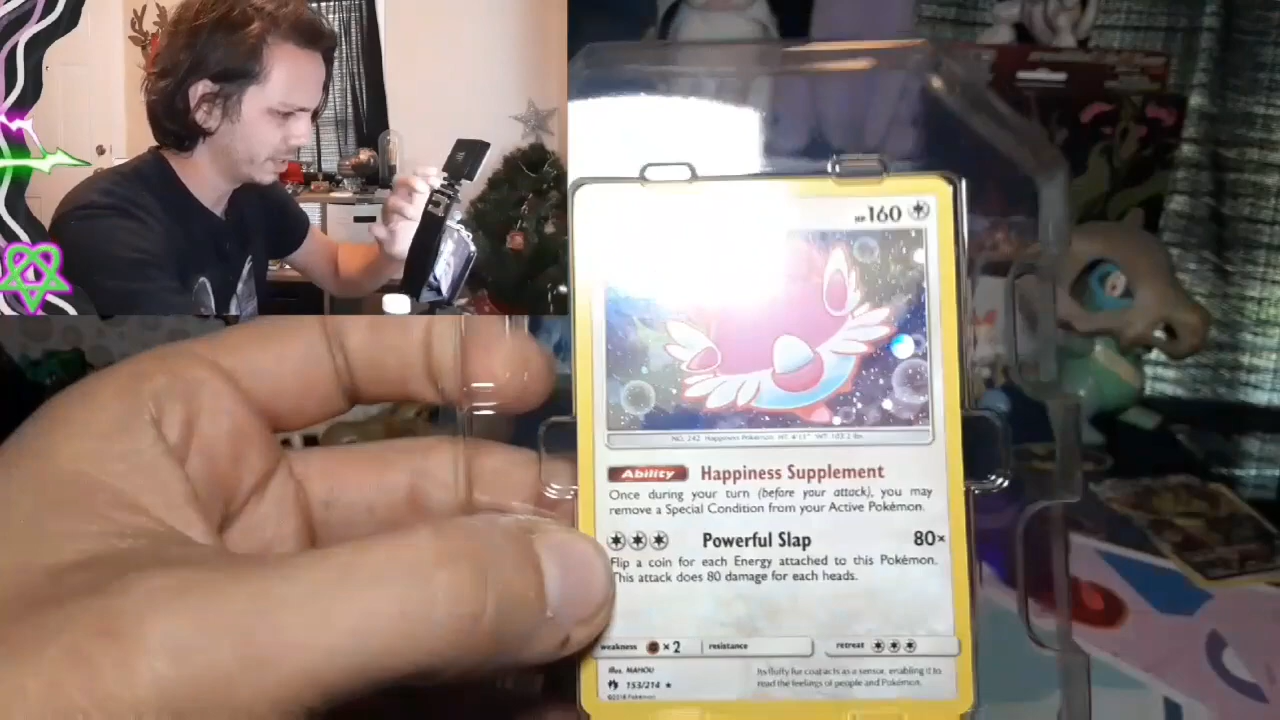 HP 160
NO. 242 Happiness Pokémon HT: 4'11" WT: 103.2 lbs.
Ability Happiness Supplement
Once during your turn (before your attack), you may
remove a Special Condition from your Active Pokémon.
Powerful Slap 80×
Flip a coin for each Energy attached to this Pokémon.
This attack does 80 damage for each heads.
weakness ×2 resistance retreat
Illus. NAHOU
Its fluffy fur coat acts as a sensor, enabling it to
read the feelings of people and Pokémon.
153/214 ★
©2018 Pokémon